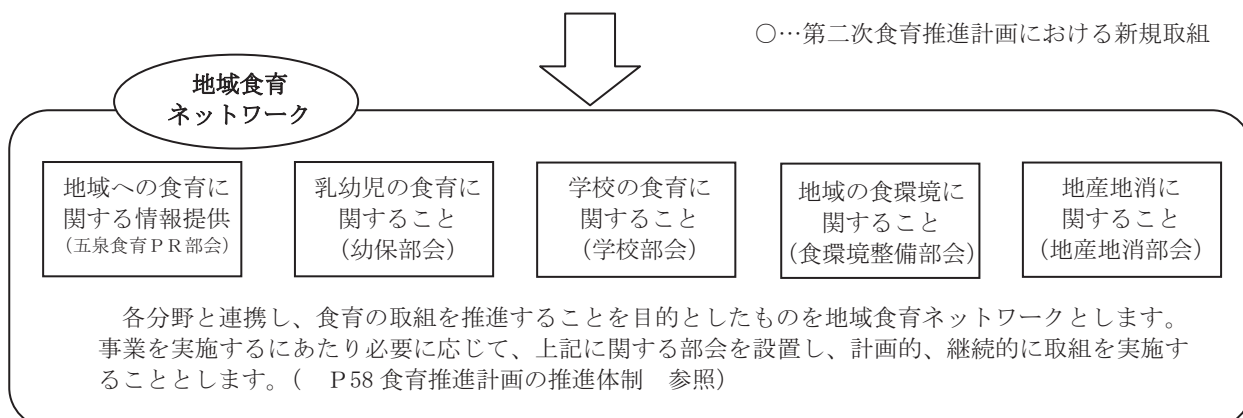 ○…第二次食育推進計画における新規取組
地域食育
ネットワーク
地域への食育に
関する情報提供
(五泉食育ＰＲ部会)
乳幼児の食育に
関すること
(幼保部会)
学校の食育に
関すること
(学校部会)
地域の食環境に
関すること
(食環境整備部会)
地産地消に
関すること
(地産地消部会)
各分野と連携し、食育の取組を推進することを目的としたものを地域食育ネットワークとします。
事業を実施するにあたり必要に応じて、上記に関する部会を設置し、計画的、継続的に取組を実施す
ることとします。(　P58 食育推進計画の推進体制　参照)